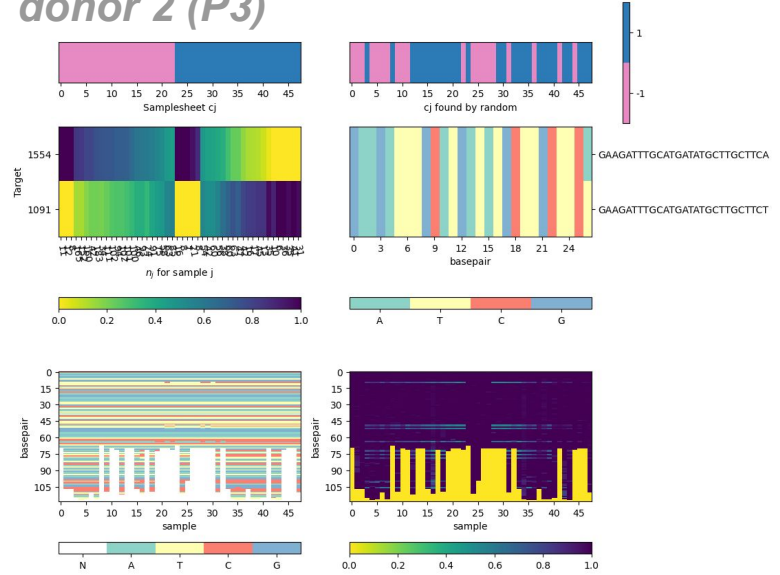 donor 2 (P3)
1
-1
0 5 10 15 20 25 30 35 40 45
Samplesheet cj
0 5 10 15 20 25 30 35 40 45
cj found by random
Target
1554
1091
nj for sample j
GAAGATTTGCATGATATGCTTGCTTCA
GAAGATTTGCATGATATGCTTGCTTCT
0 3 6 9 12 15 18 21 24
basepair
0.0 0.2 0.4 0.6 0.8 1.0
A T C G
basepair
0
15
30
45
60
75
90
105
0 5 10 15 20 25 30 35 40 45
sample
basepair
0
15
30
45
60
75
90
105
0 5 10 15 20 25 30 35 40 45
sample
N A T C G
0.0 0.2 0.4 0.6 0.8 1.0